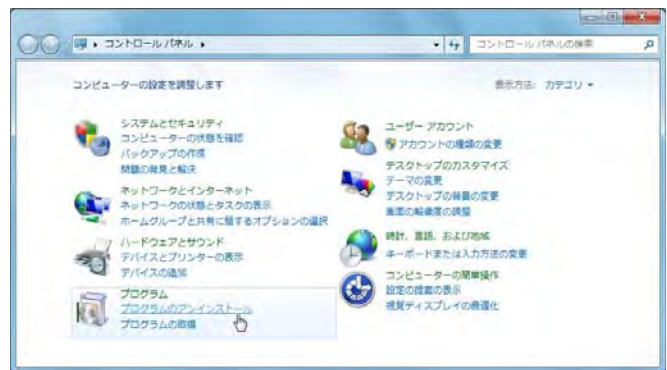 コントロール パネル
コントロール パネルの検索
コンピューターの設定を調整します
表示方法: カテゴリ
システムとセキュリティ
コンピューターの状態を確認
バックアップの作成
問題の発見と解決
ネットワークとインターネット
ネットワークの状態とタスクの表示
ホームグループと共有に関するオプションの選択
ハードウェアとサウンド
デバイスとプリンターの表示
デバイスの追加
プログラム
プログラムのアンインストール
プログラムの取得
ユーザー アカウント
アカウントの種類の変更
デスクトップのカスタマイズ
テーマの変更
デスクトップの背景の変更
画面の解像度の調整
時計、言語、および地域
キーボードまたは入力方法の変更
コンピューターの簡単操作
設定の提案の表示
視覚ディスプレイの最適化